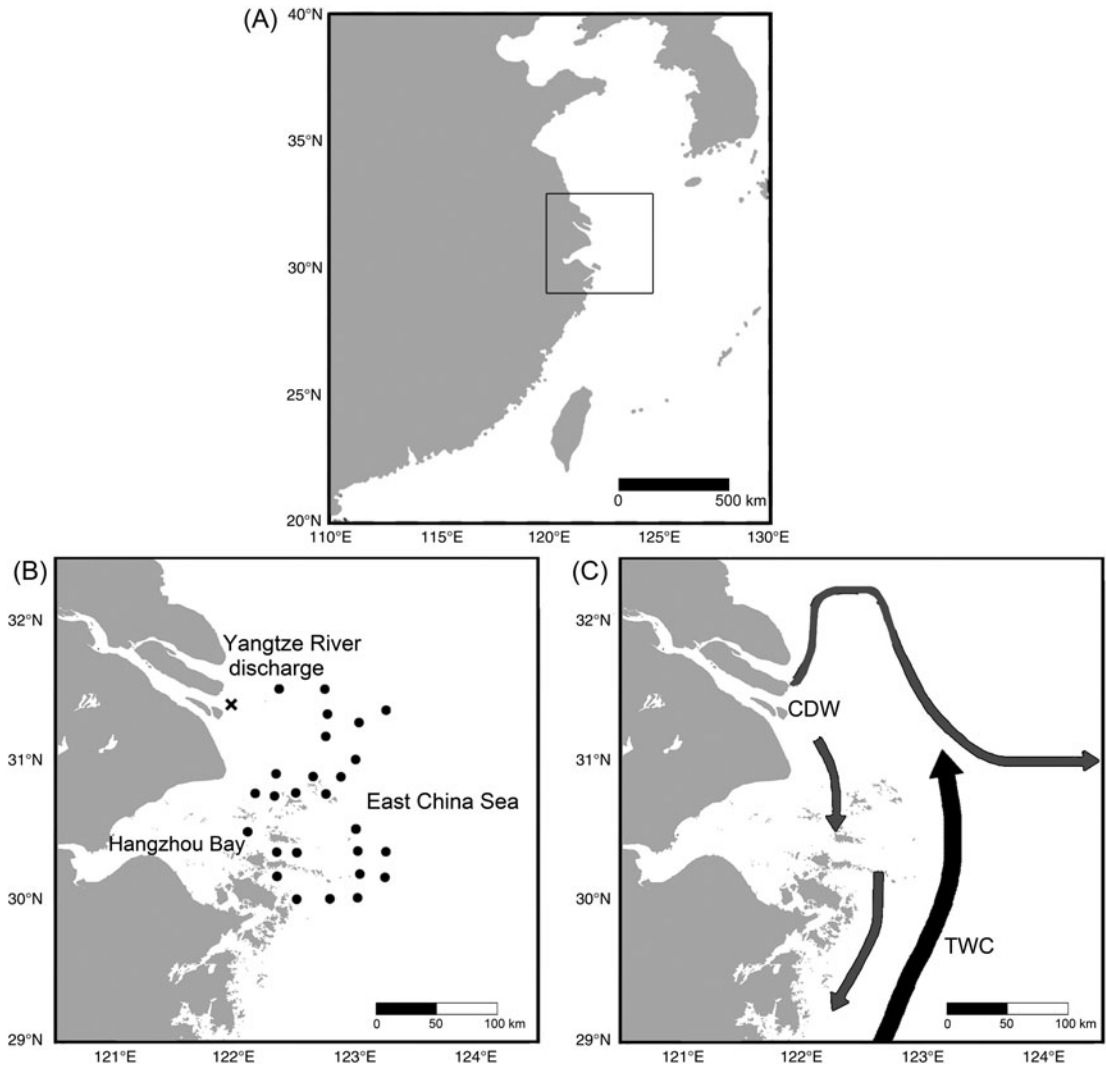 (A)
40°N
35°N
30°N
25°N
20°N
0 500 km
110°E 115°E 120°E 125°E 130°E
(B)
32°N
31°N
30°N
29°N
Yangtze River
discharge
East China Sea
Hangzhou Bay
0 50 100 km
121°E 122°E 123°E 124°E
(C)
32°N
31°N
30°N
29°N
CDW
TWC
0 50 100 km
121°E 122°E 123°E 124°E